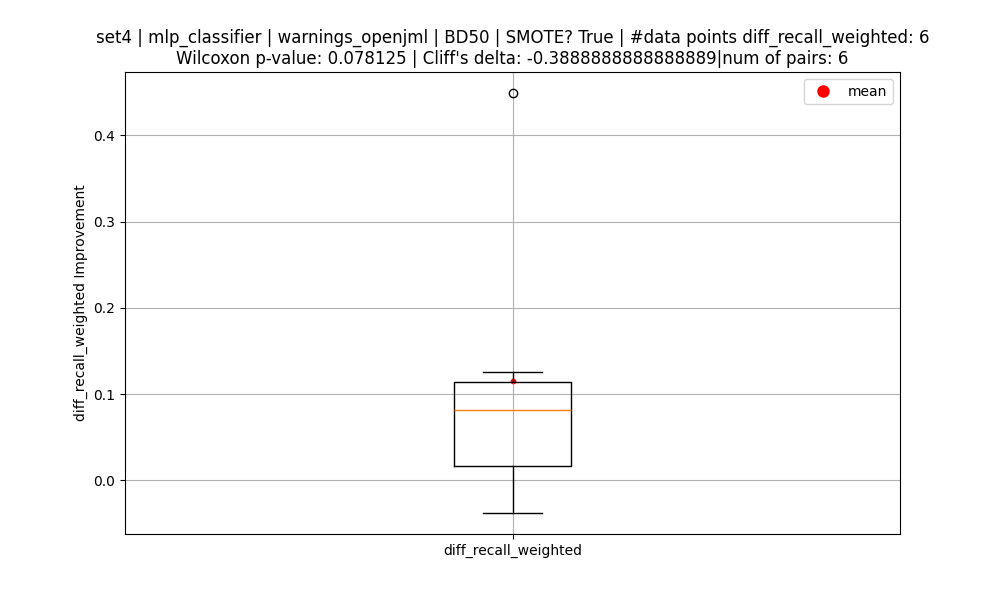 set4 | mlp_classifier | warnings_openjml | BD50 | SMOTE? True | #data points diff_recall_weighted: 6
Wilcoxon p-value: 0.078125 | Cliff's delta: -0.3888888888888889|num of pairs: 6
mean
0.4
0.3
0.2
0.1
0.0
diff_recall_weighted Improvement
diff_recall_weighted